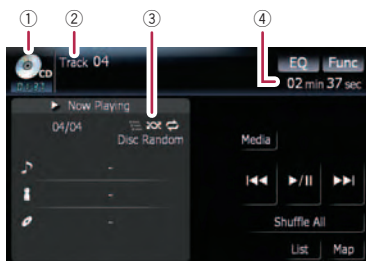 ① ② ③ ④
CD
Track 04
EQ Func
02 min 37 sec
Now Playing
04/04
Disc Random
-
-
-
Media
Shuffle All
List Map